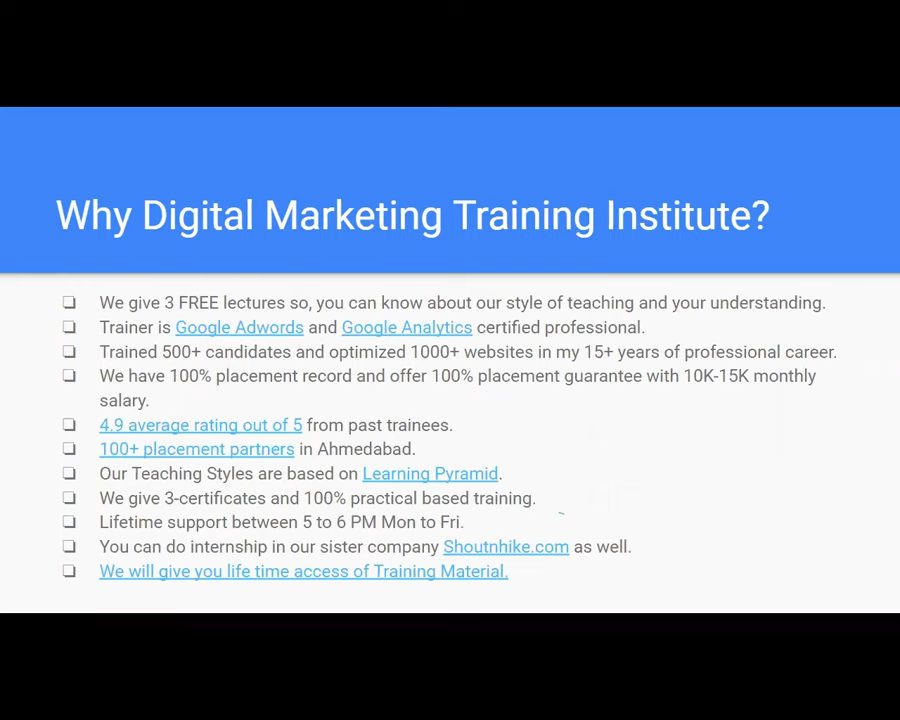 Why Digital Marketing Training Institute?
❏ We give 3 FREE lectures so, you can know about our style of teaching and your understanding.
❏ Trainer is Google Adwords and Google Analytics certified professional.
❏ Trained 500+ candidates and optimized 1000+ websites in my 15+ years of professional career.
❏ We have 100% placement record and offer 100% placement guarantee with 10K-15K monthly
salary.
❏ 4.9 average rating out of 5 from past trainees.
❏ 100+ placement partners in Ahmedabad.
❏ Our Teaching Styles are based on Learning Pyramid.
❏ We give 3-certificates and 100% practical based training.
❏ Lifetime support between 5 to 6 PM Mon to Fri.
❏ You can do internship in our sister company Shoutnhike.com as well.
❏ We will give you life time access of Training Material.